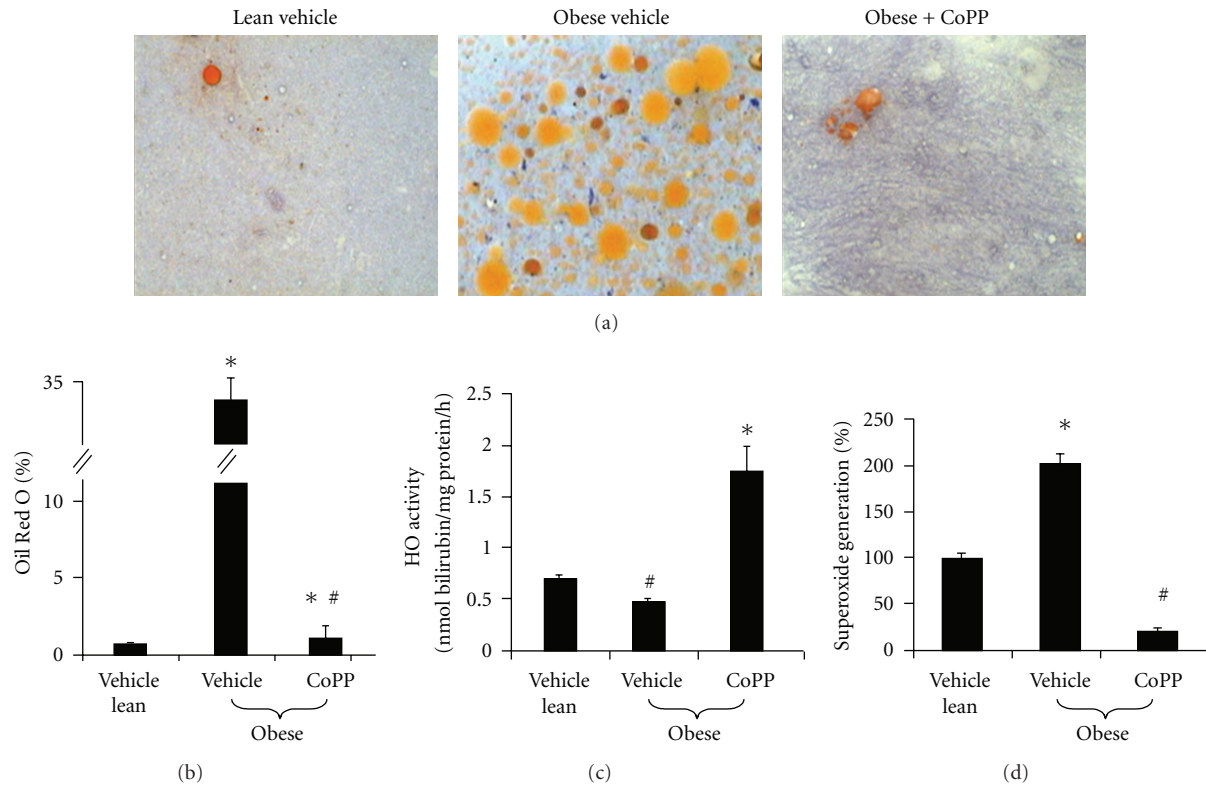 Lean vehicle
Obese vehicle
Obese + CoPP
(a)
Oil Red O (%)
35
10
5
0
*
* #
Vehicle
lean
Vehicle
CoPP
Obese
(b)
HO activity
(nmol bilirubin/mg protein/h)
2.5
2
1.5
1
0.5
0
#
*
Vehicle
lean
Vehicle
CoPP
Obese
(c)
Superoxide generation (%)
250
200
150
100
50
0
*
#
Vehicle
lean
Vehicle
CoPP
Obese
(d)